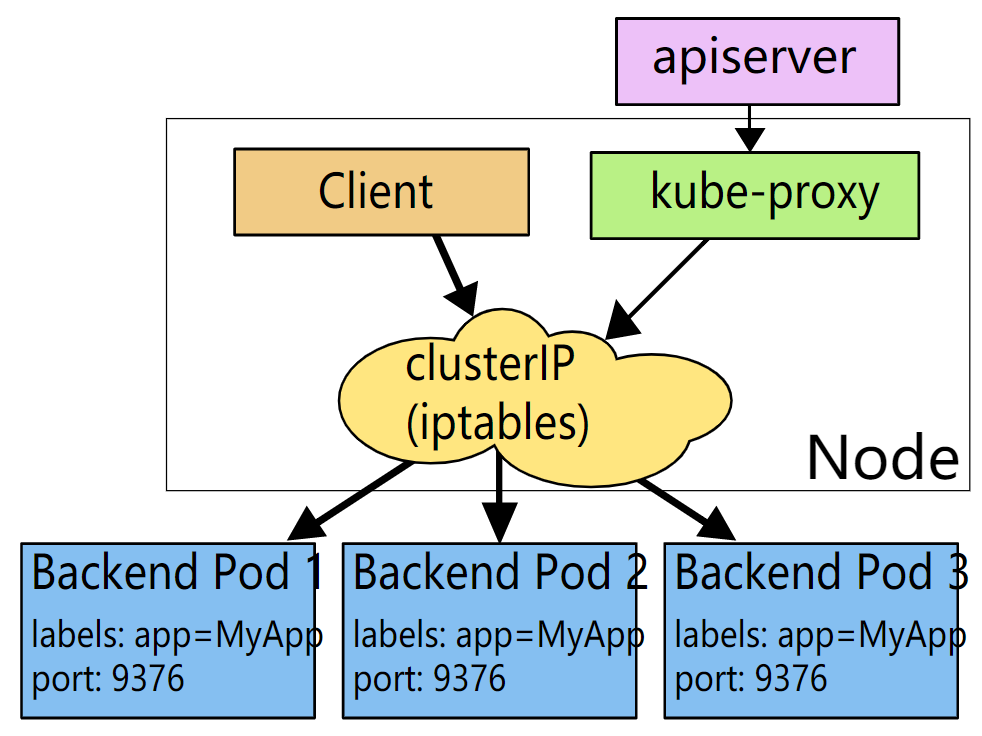 apiserver
Client
kube-proxy
clusterIP
(iptables)
Node
Backend Pod 1
labels: app=MyApp
port: 9376
Backend Pod 2
labels: app=MyApp
port: 9376
Backend Pod 3
labels: app=MyApp
port: 9376